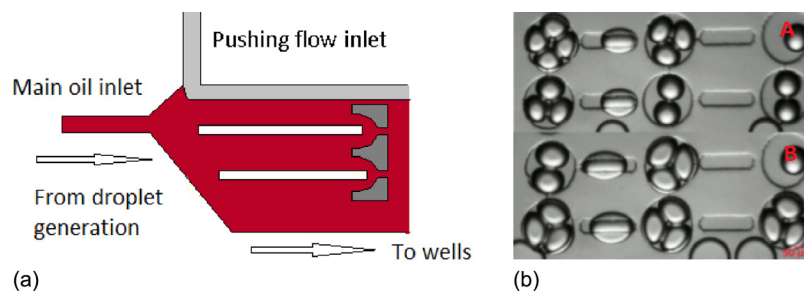 Pushing flow inlet
Main oil inlet
From droplet
generation
To wells
(a)
A
B
(b)